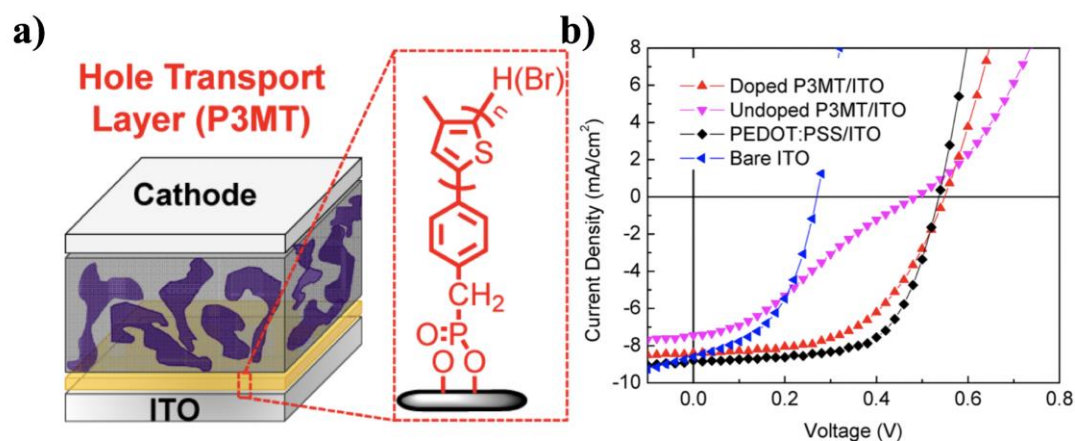 a)
Hole Transport
Layer (P3MT)
Cathode
ITO
H(Br)
n
S
CH2
O
P
O
O
b)
Doped P3MT/ITO
Undoped P3MT/ITO
PEDOT:PSS/ITO
Bare ITO
Current Density (mA/cm²)
8
6
4
2
0
-2
-4
-6
-8
-10
0.0
0.2
0.4
0.6
0.8
Voltage (V)